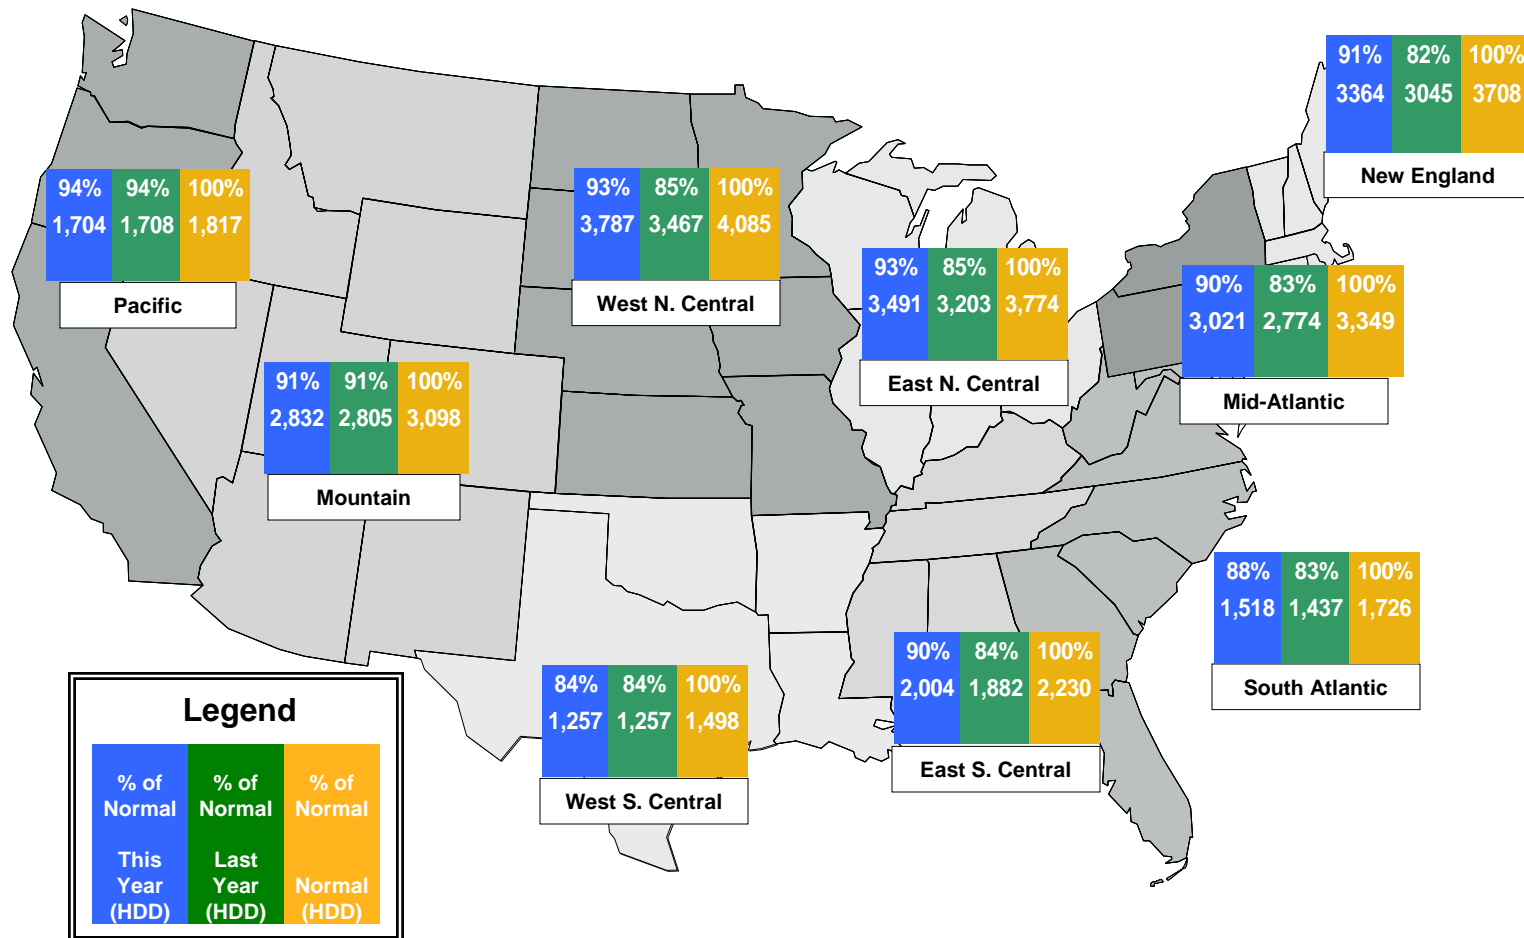 91% 82% 100%
3364 3045 3708
New England
94% 94% 100%
1,704 1,708 1,817
Pacific
93% 85% 100%
3,787 3,467 4,085
West N. Central
93% 85% 100%
3,491 3,203 3,774
East N. Central
90% 83% 100%
3,021 2,774 3,349
Mid-Atlantic
91% 91% 100%
2,832 2,805 3,098
Mountain
88% 83% 100%
1,518 1,437 1,726
South Atlantic
90% 84% 100%
2,004 1,882 2,230
East S. Central
84% 84% 100%
1,257 1,257 1,498
West S. Central
Legend
% of % of % of
Normal Normal Normal
This Last
Year Year Normal
(HDD) (HDD) (HDD)